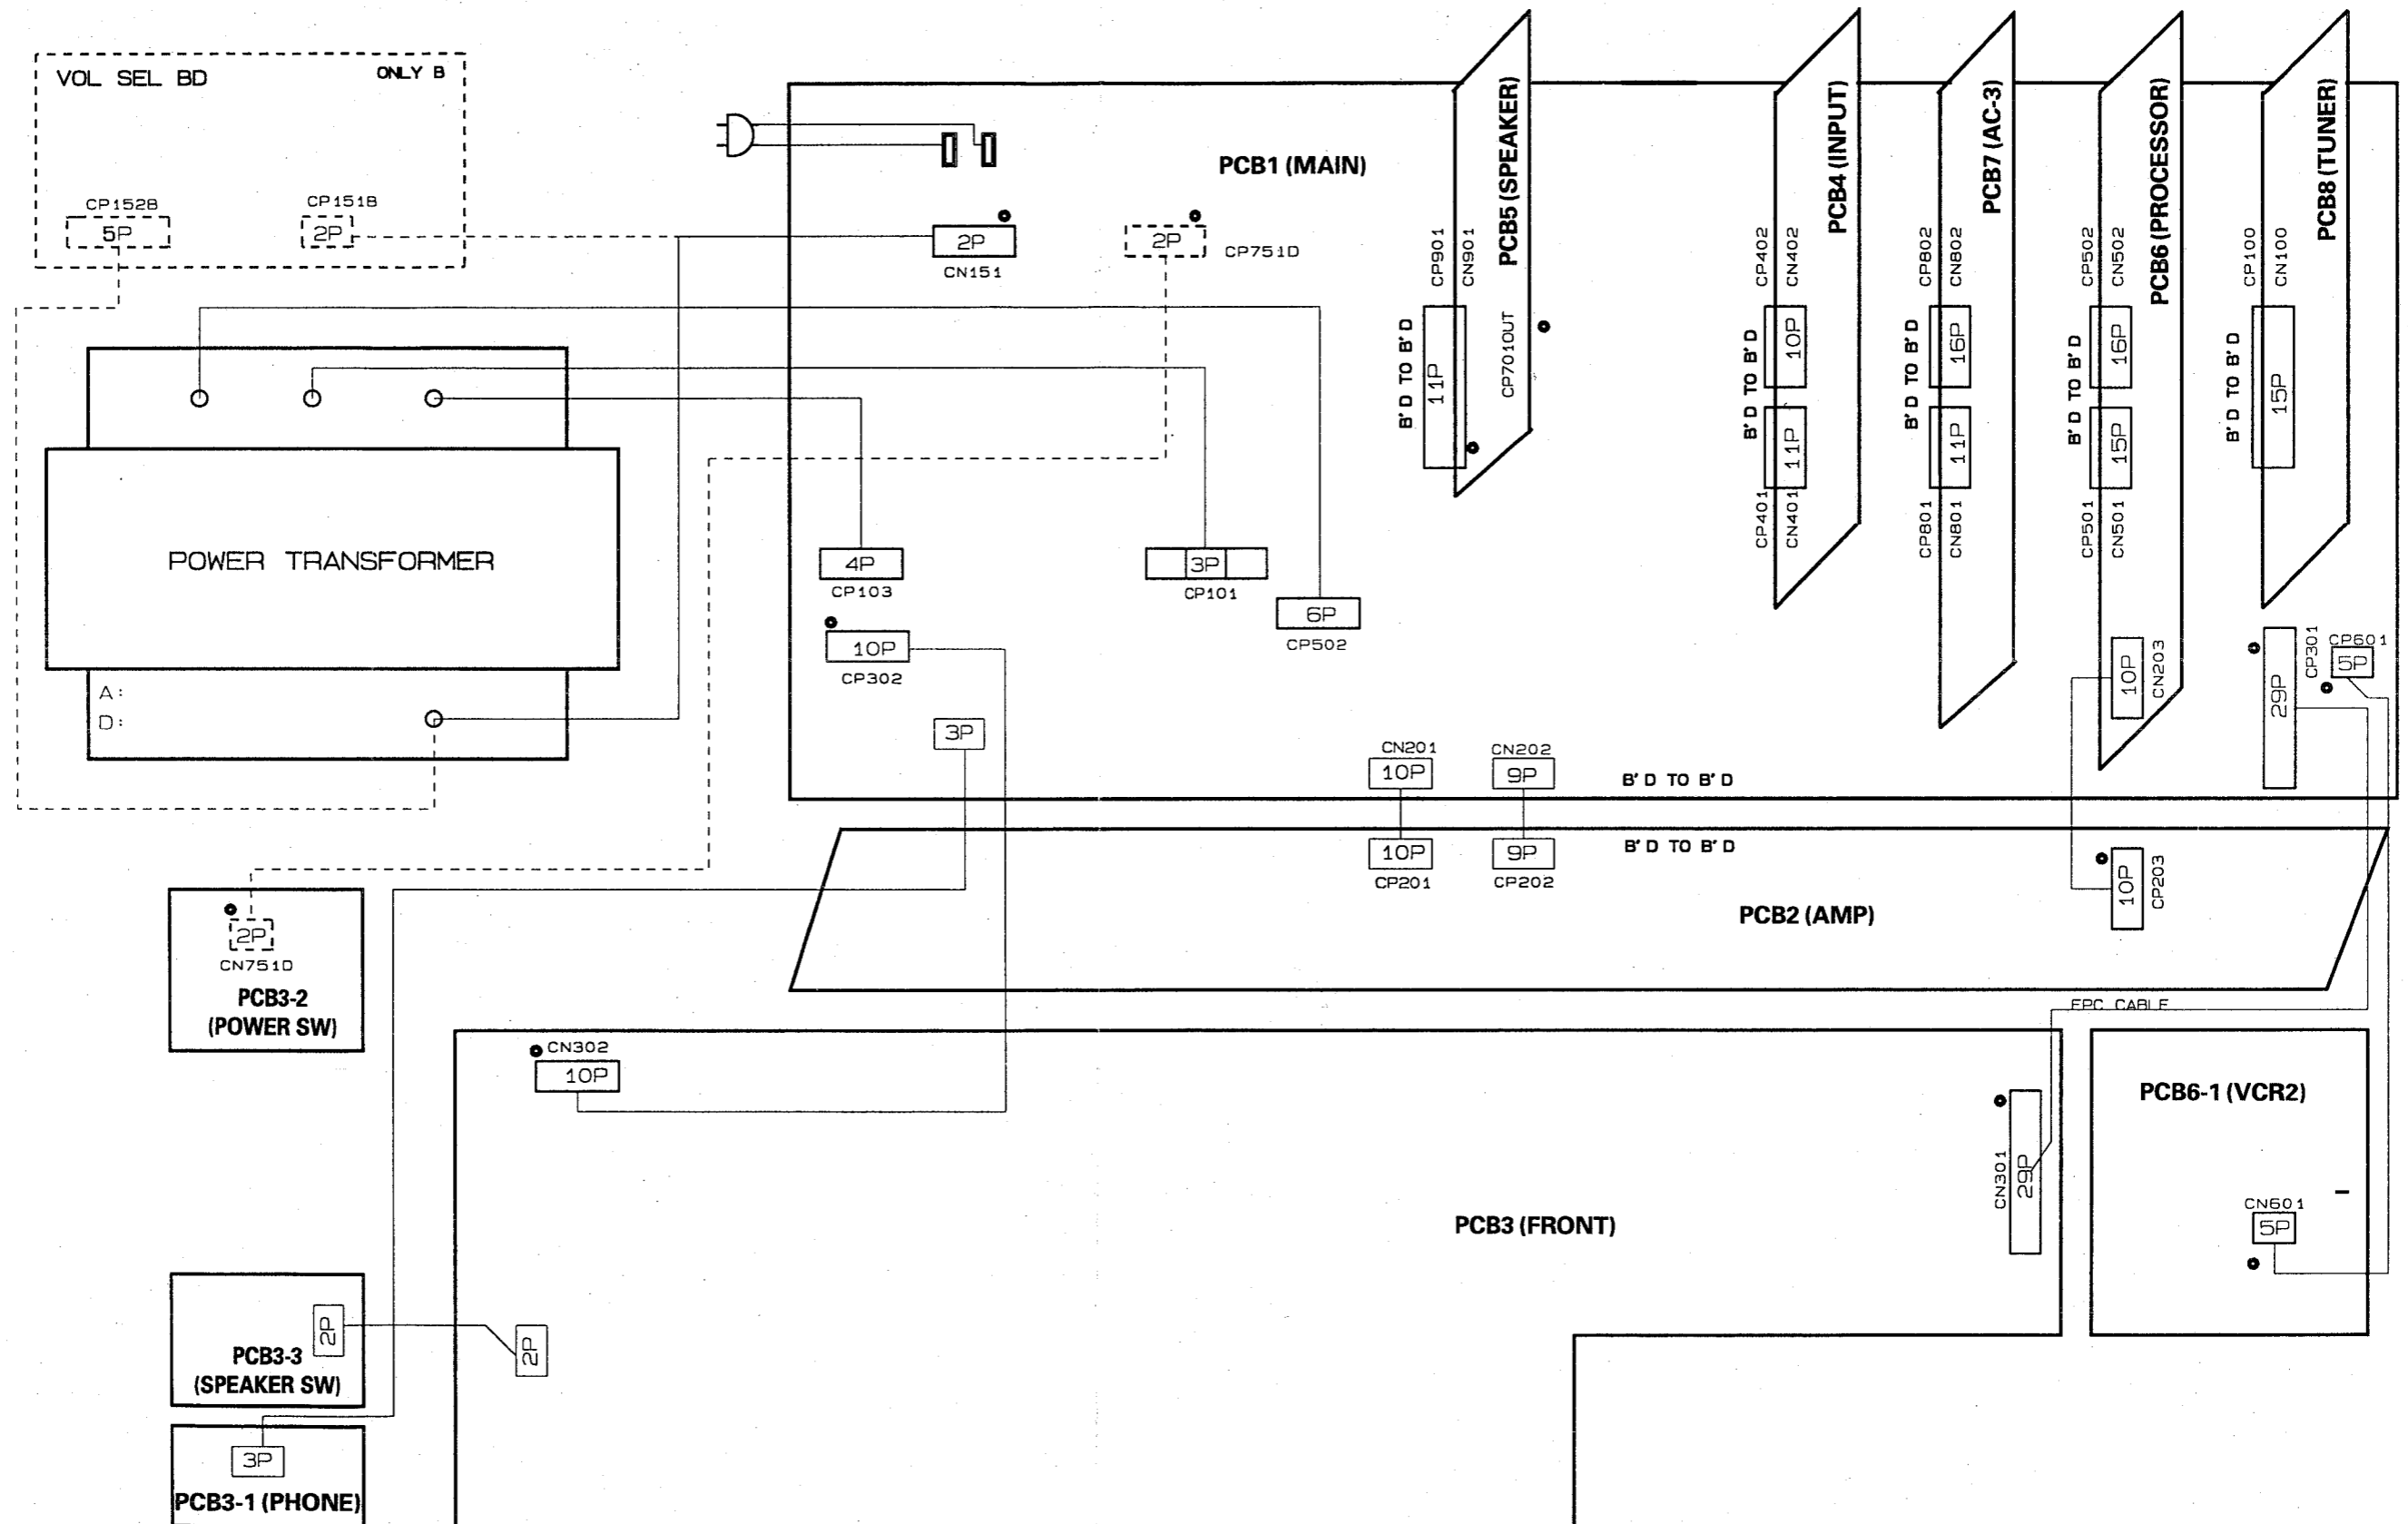 VOL SEL BD
ONLY B
CP152B
5P
CP151B
2P
PCB1 (MAIN)
2P
CN151
2P
CP751D
CP901
CN901
PCB5 (SPEAKER)
B'D TO B'D
11P
CP701OUT
CP402
CN402
PCB4 (INPUT)
B'D TO B'D
10P
11P
CP401
CN401
CP802
CN802
PCB7 (AC-3)
B'D TO B'D
16P
11P
CP801
CN801
CP502
CN502
PCB6 (PROCESSOR)
B'D TO B'D
16P
15P
CP501
CN501
CP100
CN100
PCB8 (TUNER)
B'D TO B'D
15P
POWER TRANSFORMER
A:
D:
4P
CP103
3P
CP101
6P
CP502
10P
CP302
3P
10P
CN203
29P
CP301
CP601
5P
CN201
10P
CN202
9P
B'D TO B'D
10P
CP201
9P
CP202
B'D TO B'D
10P
CP203
PCB2 (AMP)
2P
CN751D
PCB3-2
(POWER SW)
FPC CABLE
CN302
10P
CN301
29P
PCB6-1 (VCR2)
PCB3 (FRONT)
CN601
5P
2P
PCB3-3
(SPEAKER SW)
2P
3P
PCB3-1 (PHONE)